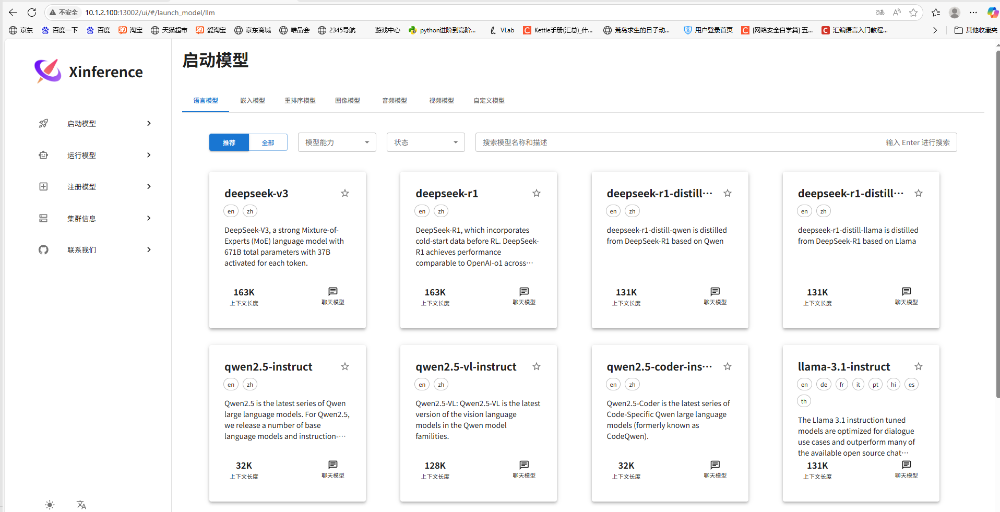 不安全 10.1.2.100:13002/ui/#/launch_model/llm
京东 百度一下 百度 淘宝 天猫超市 爱淘宝 京东商城 唯品会 2345导航 游戏中心 python进阶到高阶... VLab Kettle手册(汇总)_什... 荒岛求生的日子动... 用户登录首页 [网络安全自学篇] 五... 汇编语言入门教程... 其他收藏夹
Xinference
启动模型
运行模型
注册模型
集群信息
联系我们
启动模型
语言模型 嵌入模型 重排序模型 图像模型 音频模型 视频模型 自定义模型
推荐 全部 模型能力 状态 搜索模型名称和描述 输入 Enter 进行搜索
deepseek-v3
en zh
DeepSeek-V3, a strong Mixture-of-
Experts (MoE) language model with
671B total parameters with 37B
activated for each token.
163K
上下文长度
聊天模型
deepseek-r1
en zh
DeepSeek-R1, which incorporates
cold-start data before RL. DeepSeek-
R1 achieves performance
comparable to OpenAI-o1 across…
163K
上下文长度
聊天模型
deepseek-r1-distill…
en zh
deepseek-r1-distill-qwen is distilled
from DeepSeek-R1 based on Qwen
131K
上下文长度
聊天模型
deepseek-r1-distill…
en zh
deepseek-r1-distill-llama is distilled
from DeepSeek-R1 based on Llama
131K
上下文长度
聊天模型
qwen2.5-instruct
en zh
Qwen2.5 is the latest series of Qwen
large language models. For Qwen2.5,
we release a number of base
language models and instruction-…
32K
上下文长度
聊天模型
qwen2.5-vl-instruct
en zh
Qwen2.5-VL: Qwen2.5-VL is the latest
version of the vision language
models in the Qwen model
familities.
128K
上下文长度
聊天模型
qwen2.5-coder-ins…
en zh
Qwen2.5-Coder is the latest series of
Code-Specific Qwen large language
models (formerly known as
CodeQwen).
32K
上下文长度
聊天模型
llama-3.1-instruct
en de fr it pt hi es
th
The Llama 3.1 instruction tuned
models are optimized for dialogue
use cases and outperform many of
the available open source chat…
131K
上下文长度
聊天模型